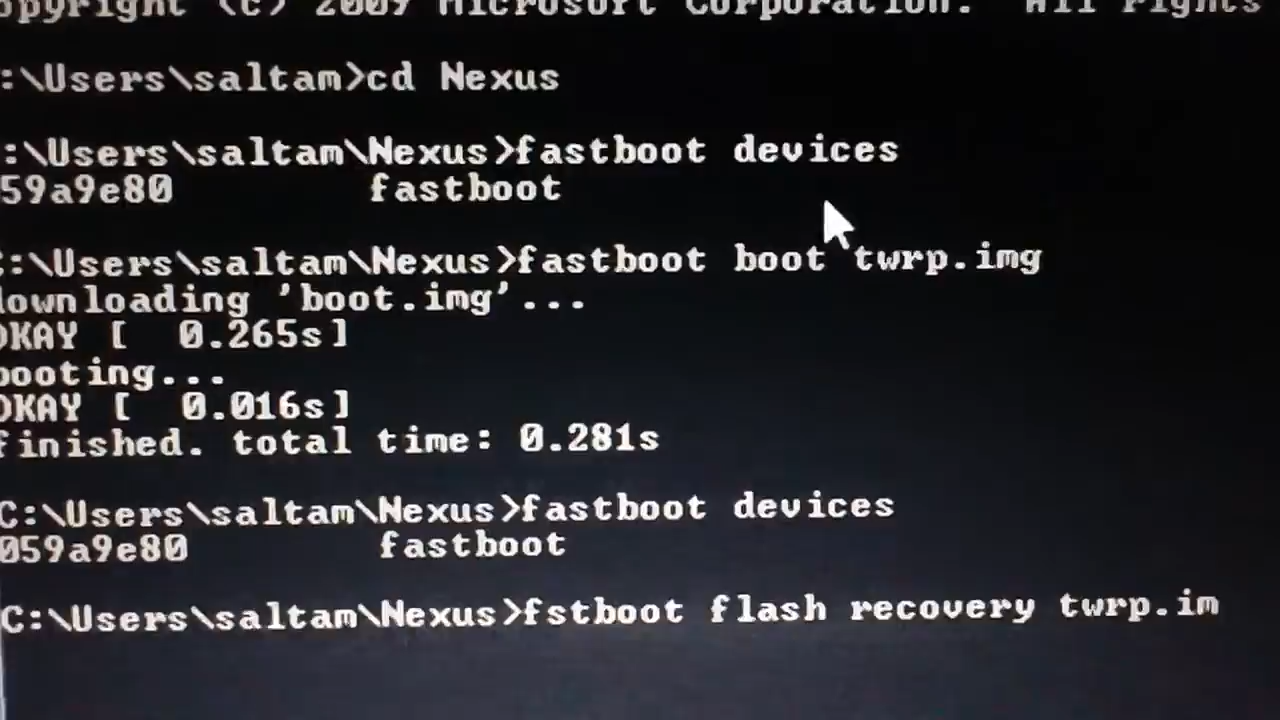 opyright (c) 2009 Microsoft Corporation. All rights
:\Users\saltam>cd Nexus
:\Users\saltam\Nexus>fastboot devices
59a9e80 fastboot
C:\Users\saltam\Nexus>fastboot boot twrp.img
downloading 'boot.img'...
OKAY [ 0.265s]
booting...
OKAY [ 0.016s]
finished. total time: 0.281s
C:\Users\saltam\Nexus>fastboot devices
059a9e80 fastboot
C:\Users\saltam\Nexus>fstboot flash recovery twrp.im